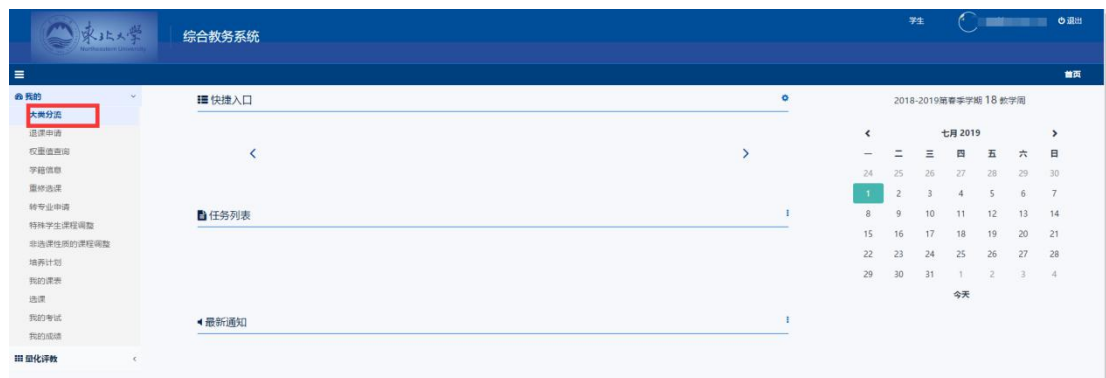 东北大学
Northeastern University
综合教务系统
学生
退出
首页
我的
大类分流
退课申请
权重值查询
学籍信息
重修选课
转专业申请
特殊学生课程调整
非选课性质的课程调整
培养计划
我的课表
选课
我的考试
我的成绩
量化评教
快捷入口
任务列表
最新通知
2018-2019第春季学期 18 教学周
七月 2019
一 二 三 四 五 六 日
24 25 26 27 28 29 30
1 2 3 4 5 6 7
8 9 10 11 12 13 14
15 16 17 18 19 20 21
22 23 24 25 26 27 28
29 30 31 1 2 3 4
今天